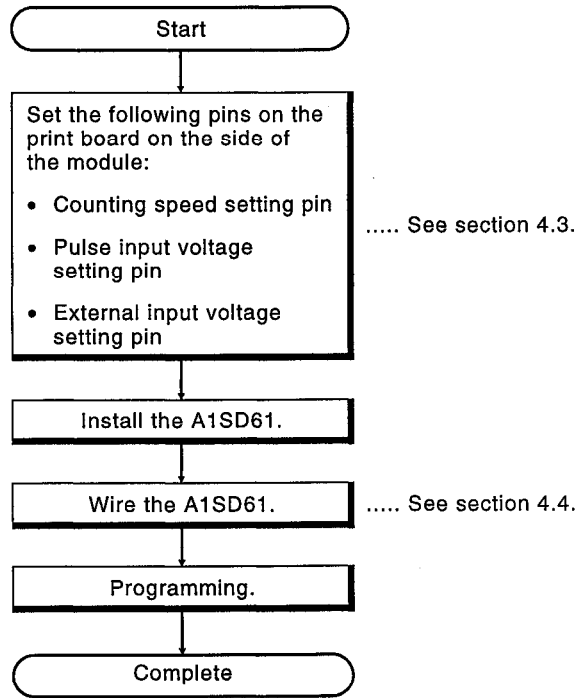 Start
Set the following pins on the
print board on the side of
the module:
• Counting speed setting pin
• Pulse input voltage
setting pin
• External input voltage
setting pin
..... See section 4.3.
Install the A1SD61.
Wire the A1SD61.
..... See section 4.4.
Programming.
Complete